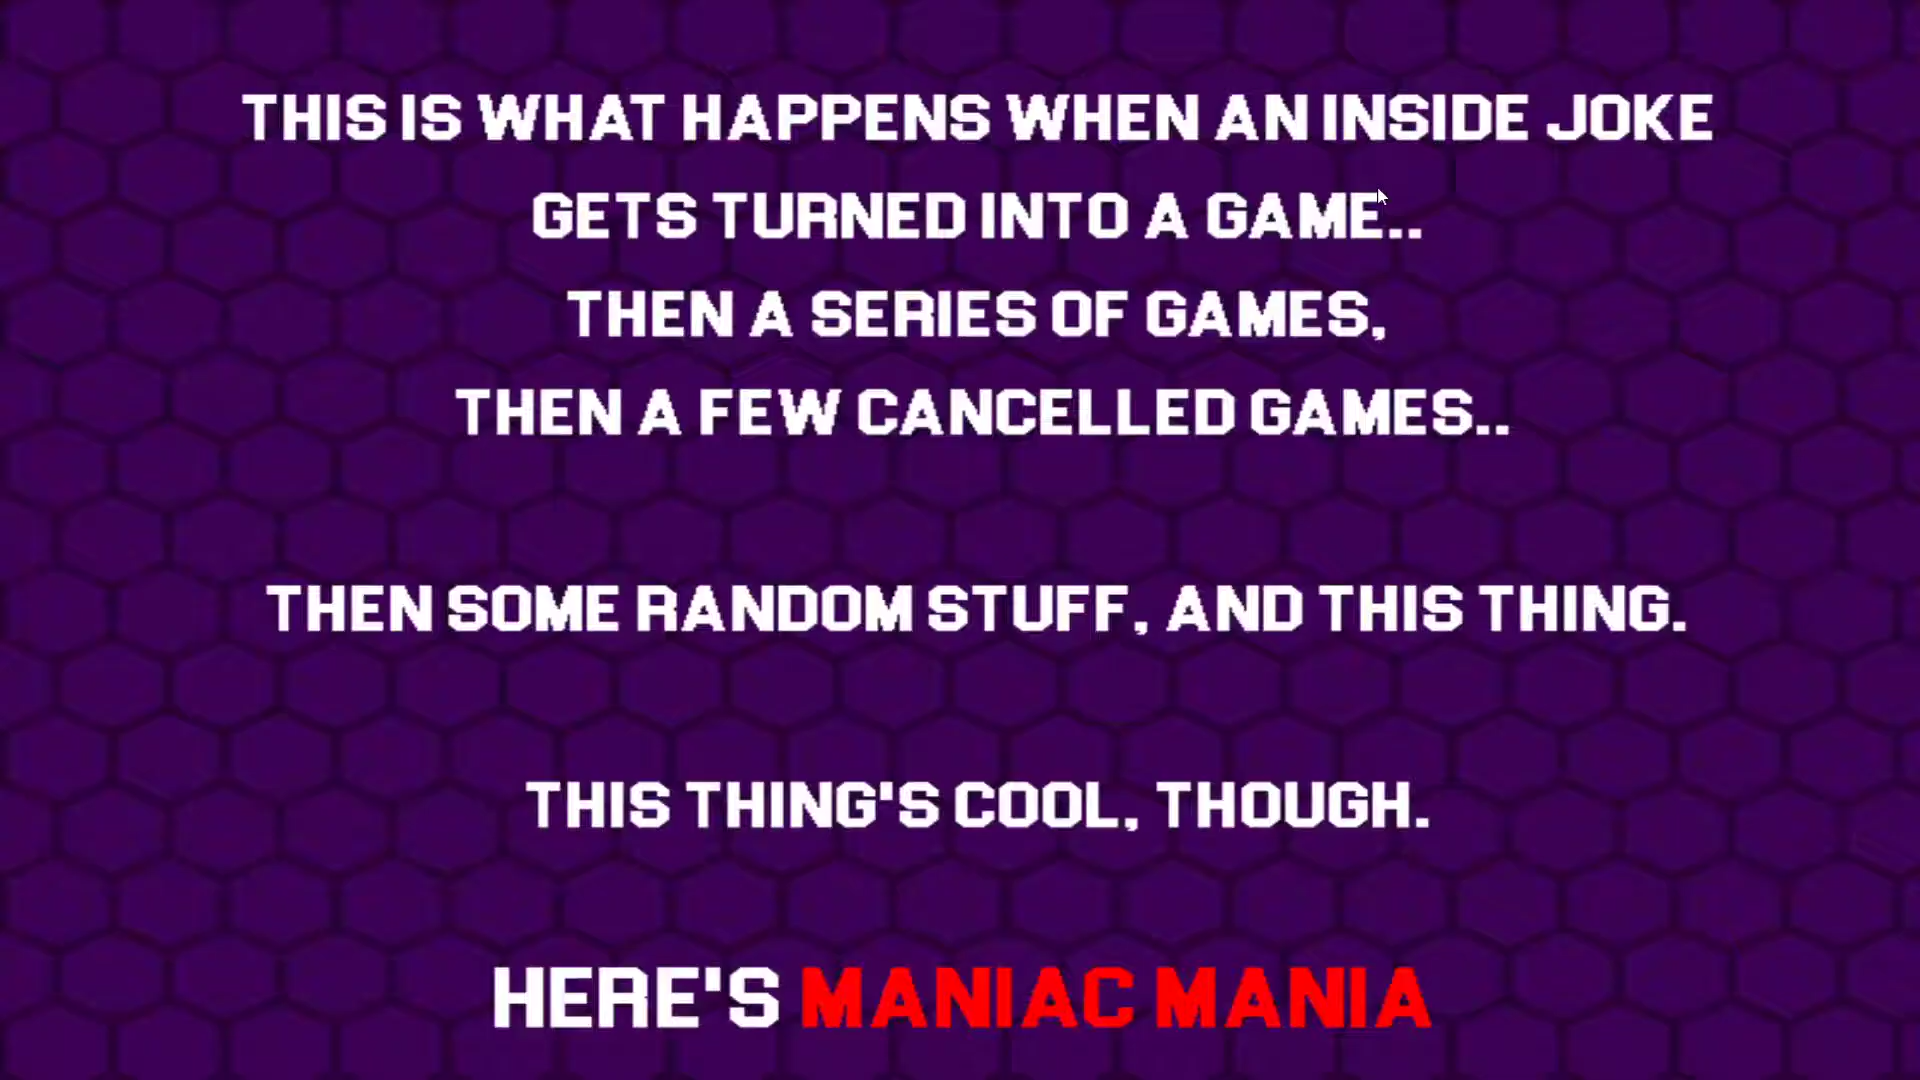 THIS IS WHAT HAPPENS WHEN AN INSIDE JOKE
GETS TURNED INTO A GAME..
THEN A SERIES OF GAMES,
THEN A FEW CANCELLED GAMES..
THEN SOME RANDOM STUFF, AND THIS THING.
THIS THING'S COOL, THOUGH.
HERE'S MANIAC MANIA